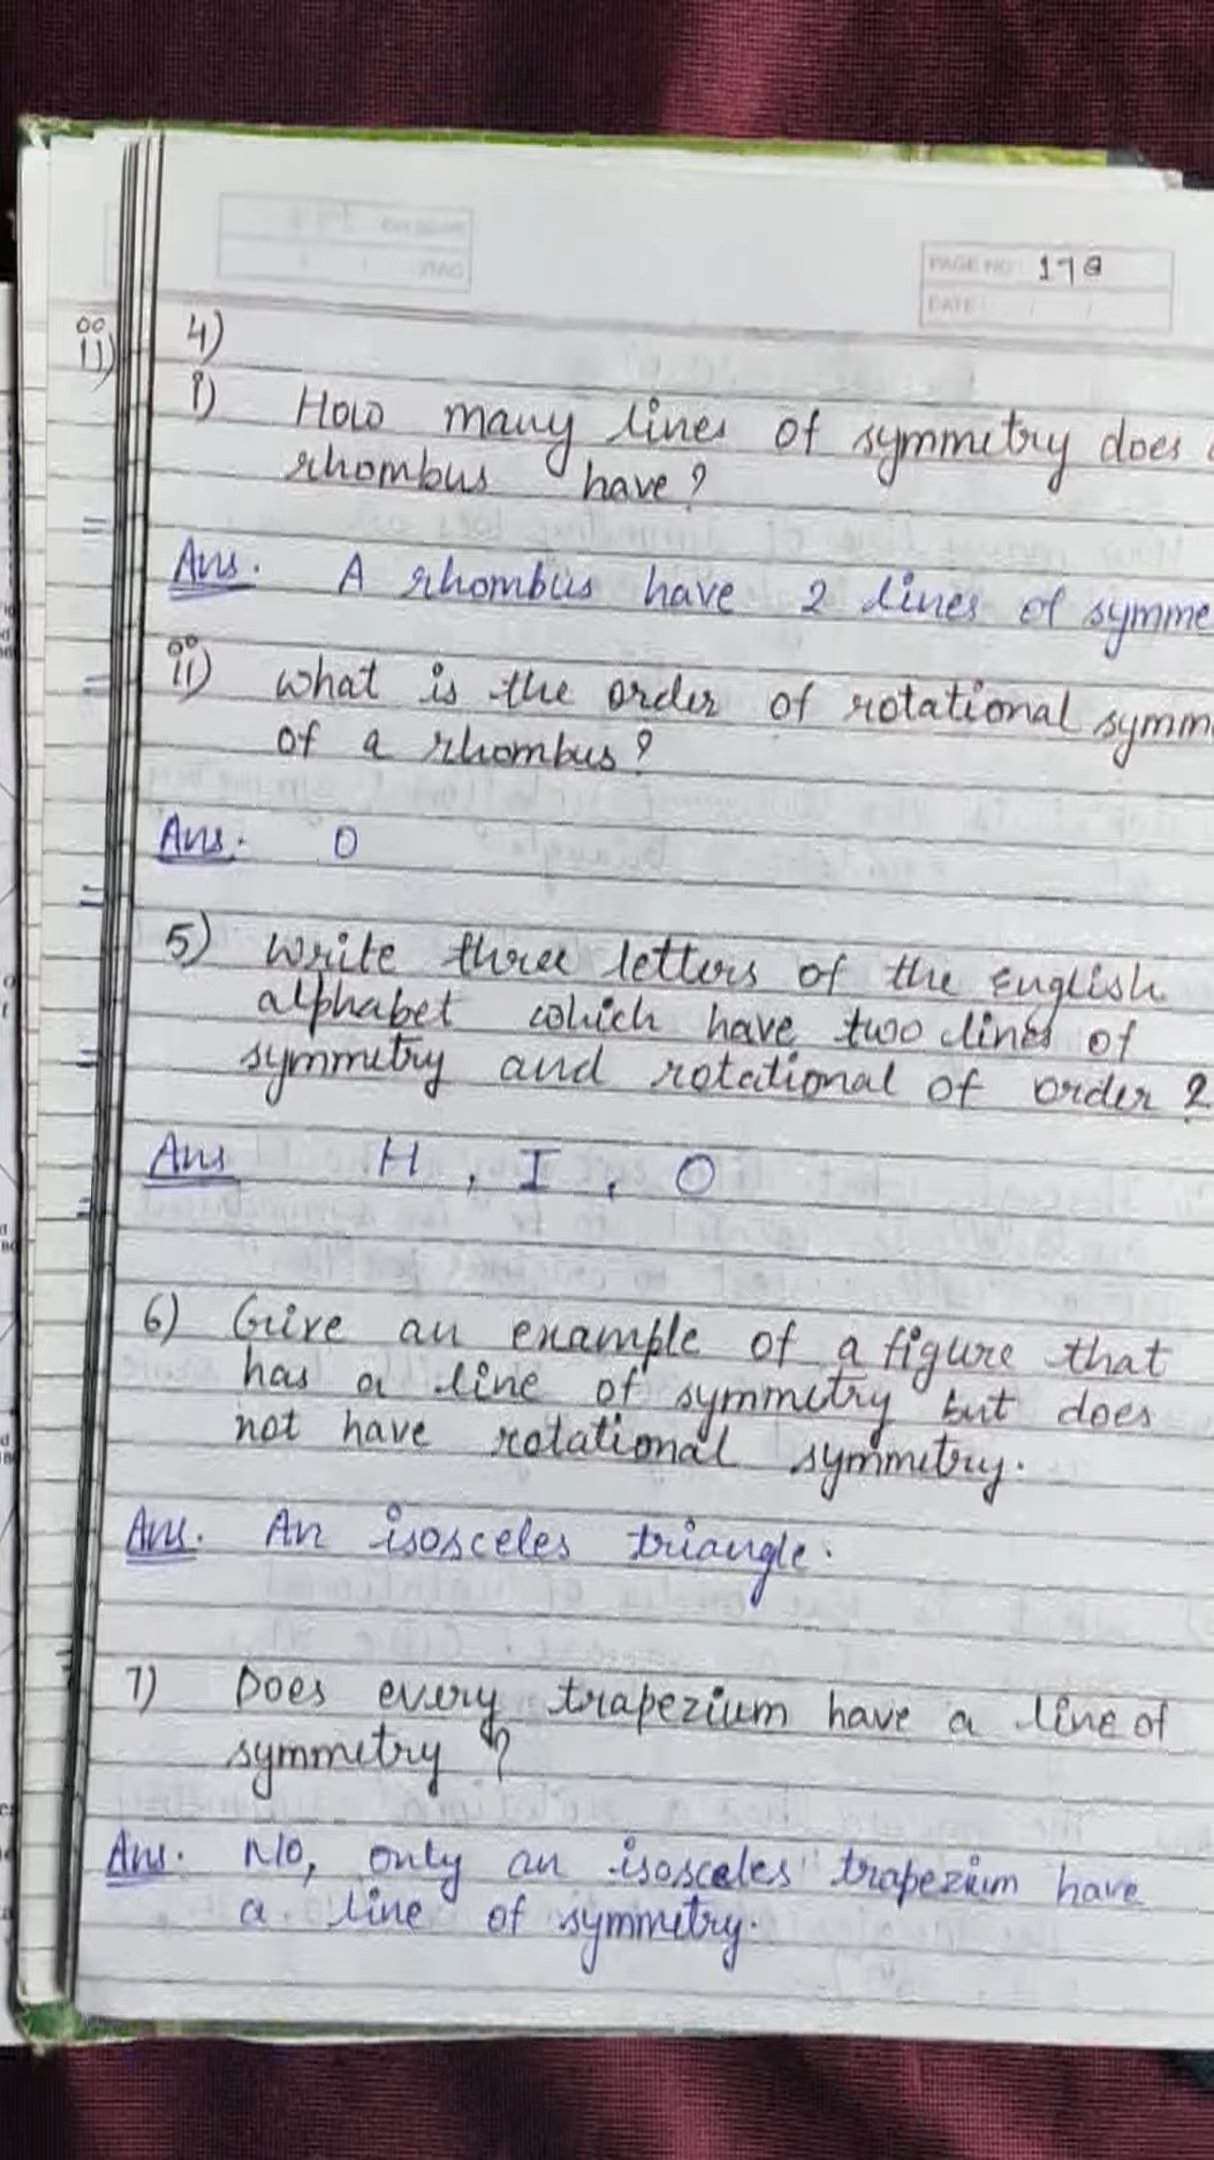 PAGE NO: 178
DATE:
ii)
4)
i) How many lines of symmetry does
rhombus have?
Ans. A rhombus have 2 lines of symme
ii) what is the order of rotational symm
of a rhombus?
Ans. 0
5) Write three letters of the English
alphabet which have two lines of
symmetry and rotational of order 2
Ans H, I, O
6) Give an example of a figure that
has a line of symmetry but does
not have rotational symmetry.
Ans. An isosceles triangle.
7) Does every trapezium have a line of
symmetry?
Ans. No, only an isosceles trapezium have
a line of symmetry.